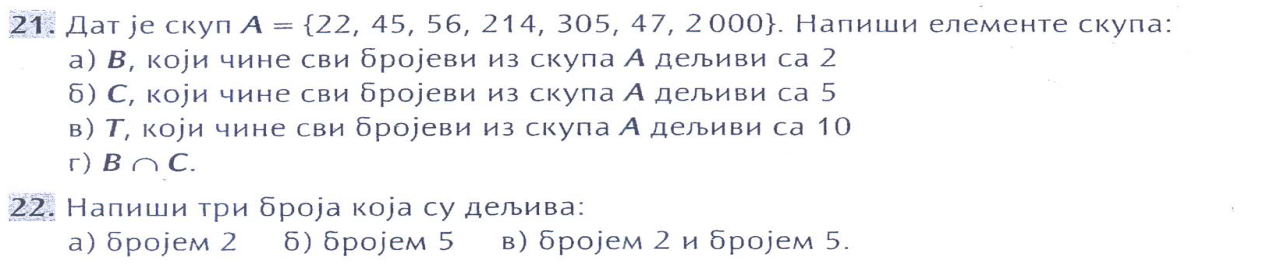 21. Дат је скуп A = {22, 45, 56, 214, 305, 47, 2 000}. Напиши елементе скупа:
а) B, који чине сви бројеви из скупа A дељиви са 2
б) C, који чине сви бројеви из скупа A дељиви са 5
в) T, који чине сви бројеви из скупа A дељиви са 10
г) B ∩ C.
22. Напиши три броја која су дељива:
а) бројем 2 б) бројем 5 в) бројем 2 и бројем 5.